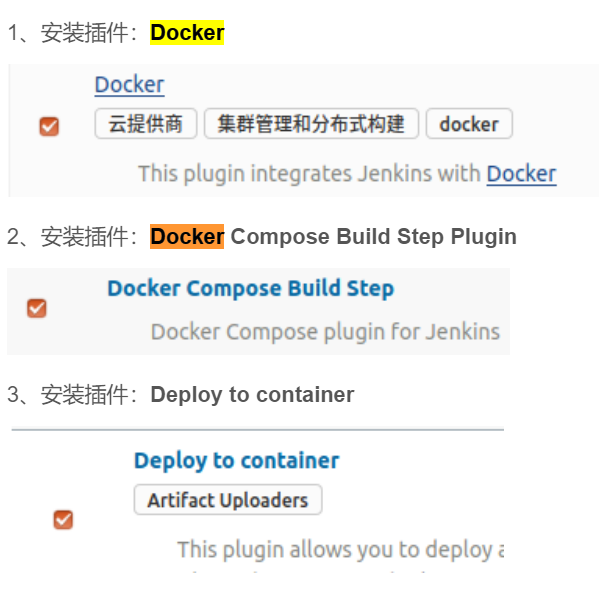 1、安装插件：Docker
Docker
云提供商 集群管理和分布式构建 docker
This plugin integrates Jenkins with Docker
2、安装插件：Docker Compose Build Step Plugin
Docker Compose Build Step
Docker Compose plugin for Jenkins
3、安装插件：Deploy to container
Deploy to container
Artifact Uploaders
This plugin allows you to deploy